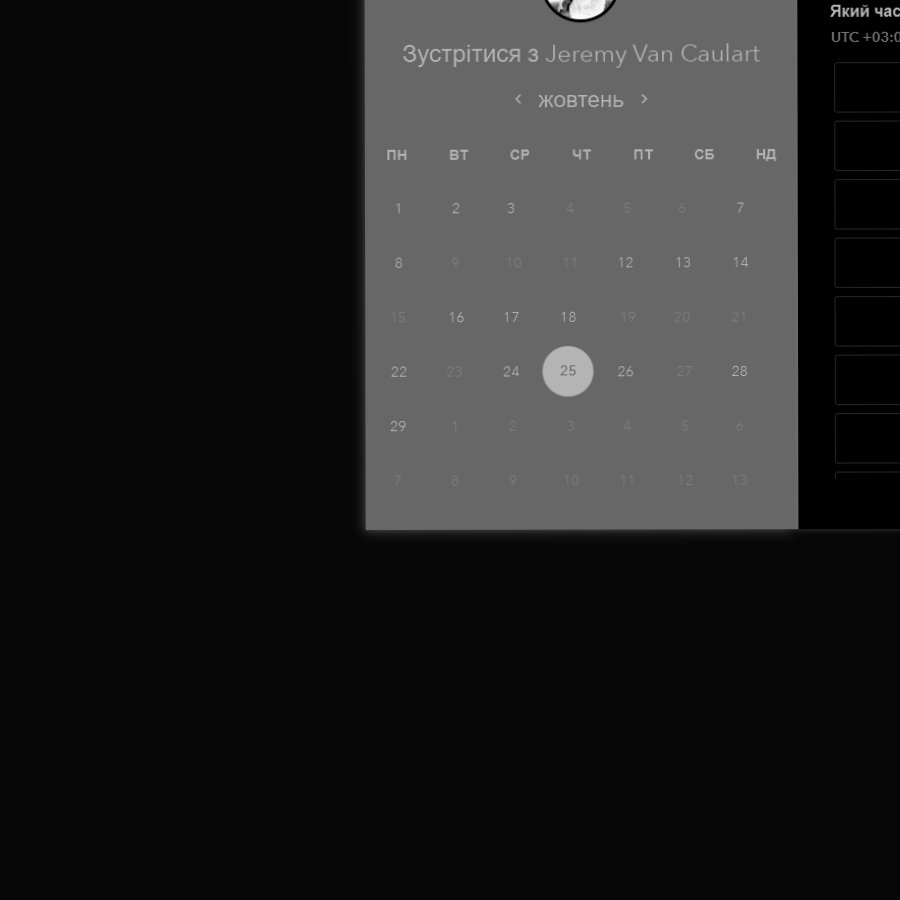 Зустрітися з Jeremy Van Caulart
жовтень
ПН ВТ СР ЧТ ПТ СБ НД
1 2 3 4 5 6 7
8 9 10 11 12 13 14
15 16 17 18 19 20 21
22 23 24 25 26 27 28
29 1 2 3 4 5 6
7 8 9 10 11 12 13
Який час
UTC +03:0